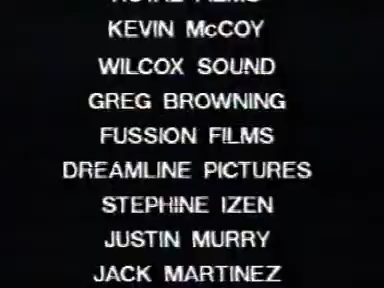 KEVIN McCOY
WILCOX SOUND
GREG BROWNING
FUSSION FILMS
DREAMLINE PICTURES
STEPHINE IZEN
JUSTIN MURRY
JACK MARTINEZ